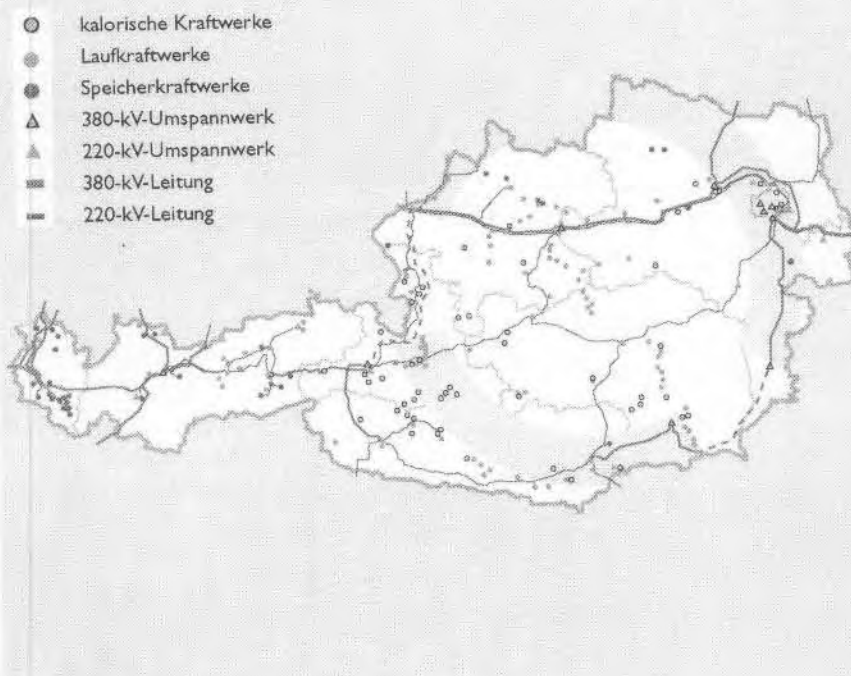 kalorische Kraftwerke
Laufkraftwerke
Speicherkraftwerke
380-kV-Umspannwerk
220-kV-Umspannwerk
380-kV-Leitung
220-kV-Leitung